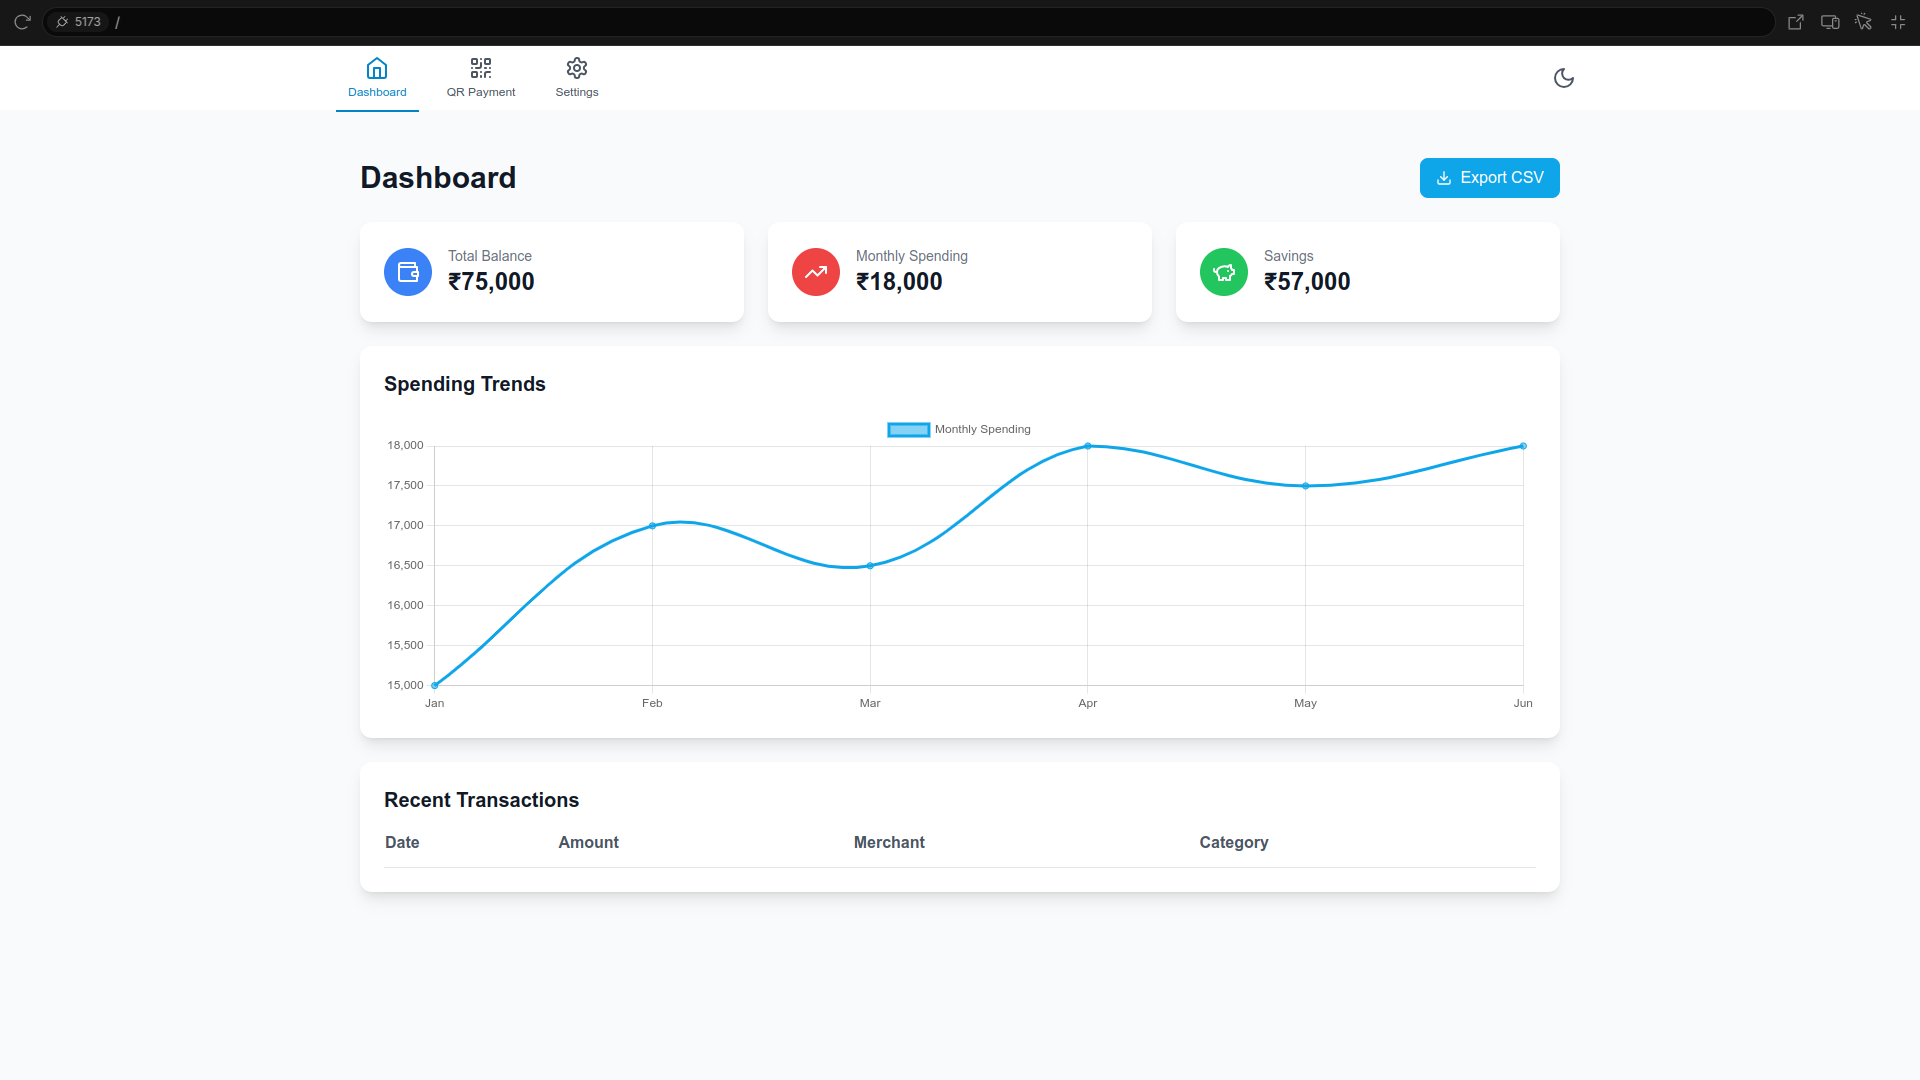 5173 /
Dashboard QR Payment Settings
Dashboard
Export CSV
Total Balance
₹75,000
Monthly Spending
₹18,000
Savings
₹57,000
Spending Trends
Monthly Spending
18,000
17,500
17,000
16,500
16,000
15,500
15,000
Jan Feb Mar Apr May Jun
Recent Transactions
Date Amount Merchant Category